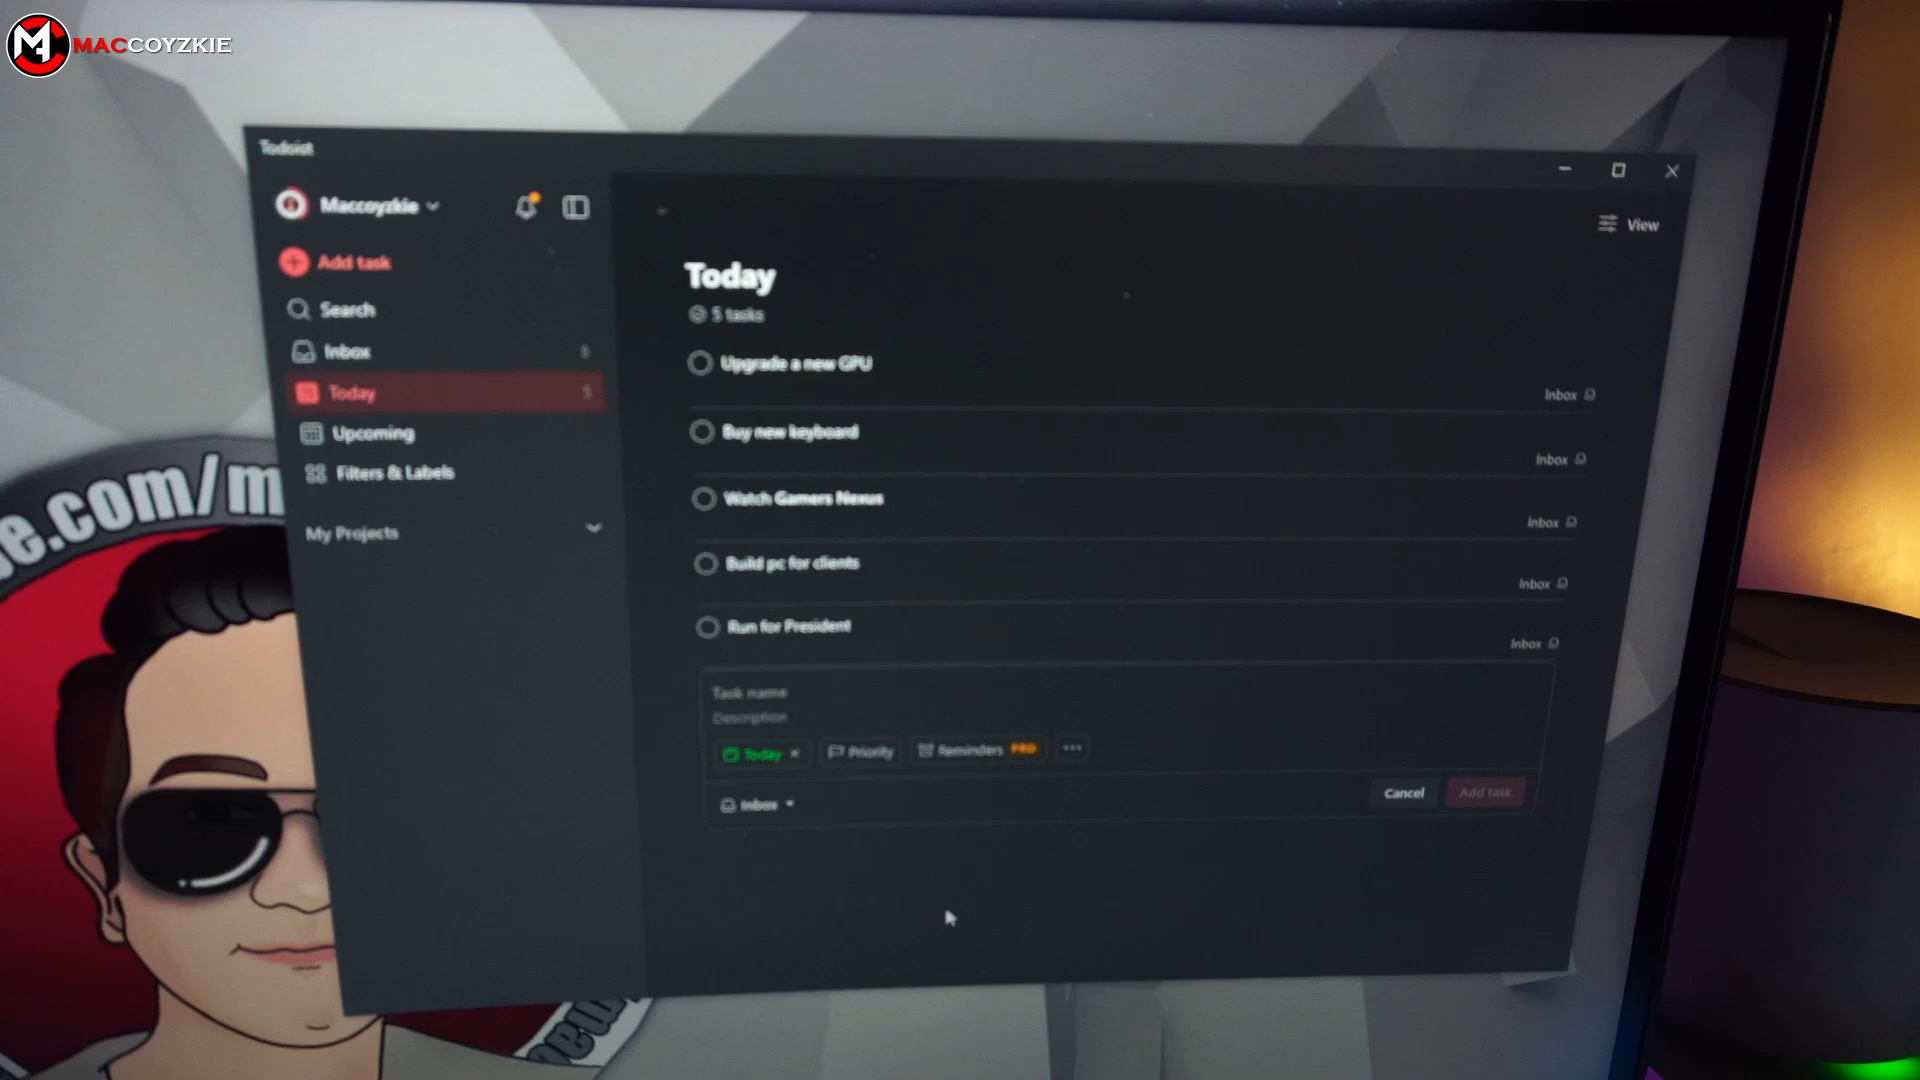 MACCOYZKIE
Todoist
Maccoyzkie
View
Add task
Search
Inbox 8
Today 5
Upcoming
Filters & Labels
My Projects
Today
5 tasks
Upgrade a new GPU
Inbox
Buy new keyboard
Inbox
Watch Gamers Nexus
Inbox
Build pc for clients
Inbox
Run for President
Inbox
Task name
Description
Today Priority Reminders PRO
Inbox
Cancel Add task
e.com/m